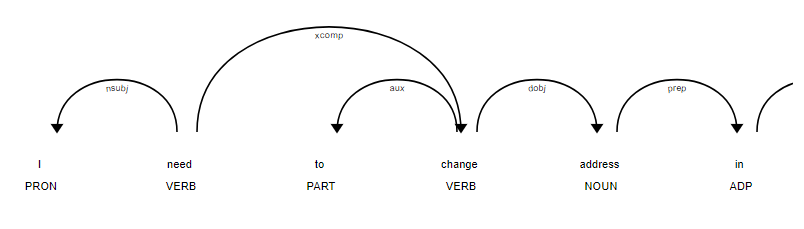 xcomp
nsubj aux dobj prep
I need to change address in
PRON VERB PART VERB NOUN ADP